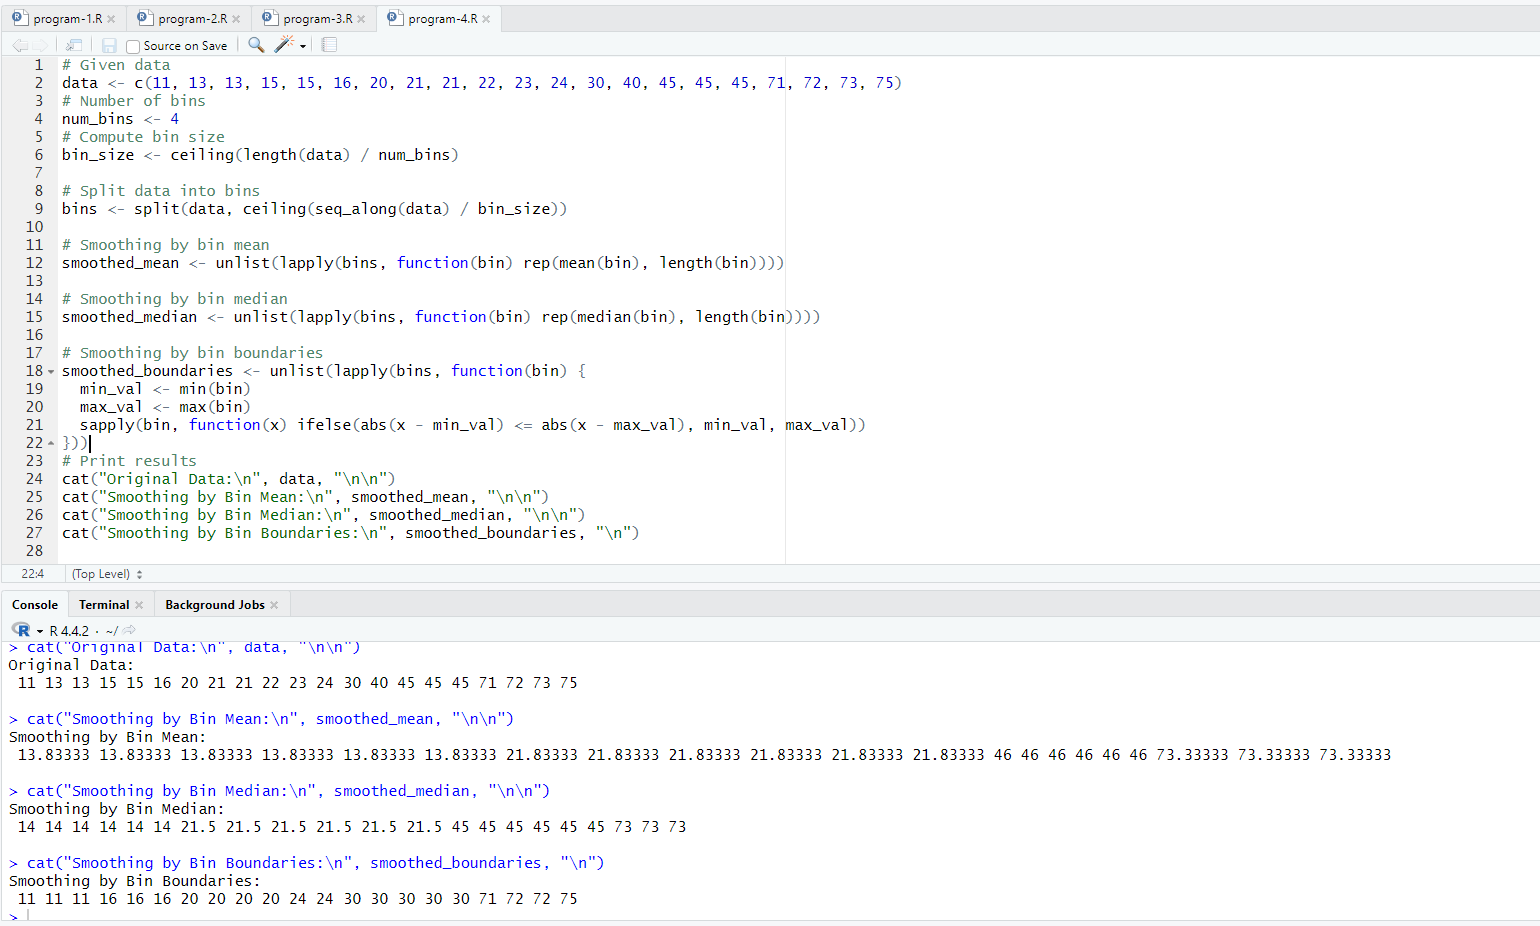 program-1.R program-2.R program-3.R program-4.R
Source on Save
1 # Given data
2 data <- c(11, 13, 13, 15, 15, 16, 20, 21, 21, 22, 23, 24, 30, 40, 45, 45, 45, 71, 72, 73, 75)
3 # Number of bins
4 num_bins <- 4
5 # Compute bin size
6 bin_size <- ceiling(length(data) / num_bins)
7
8 # Split data into bins
9 bins <- split(data, ceiling(seq_along(data) / bin_size))
10
11 # Smoothing by bin mean
12 smoothed_mean <- unlist(lapply(bins, function(bin) rep(mean(bin), length(bin))))
13
14 # Smoothing by bin median
15 smoothed_median <- unlist(lapply(bins, function(bin) rep(median(bin), length(bin))))
16
17 # Smoothing by bin boundaries
18 smoothed_boundaries <- unlist(lapply(bins, function(bin) {
19   min_val <- min(bin)
20   max_val <- max(bin)
21   sapply(bin, function(x) ifelse(abs(x - min_val) <= abs(x - max_val), min_val, max_val))
22 }))
23 # Print results
24 cat("Original Data:\n", data, "\n\n")
25 cat("Smoothing by Bin Mean:\n", smoothed_mean, "\n\n")
26 cat("Smoothing by Bin Median:\n", smoothed_median, "\n\n")
27 cat("Smoothing by Bin Boundaries:\n", smoothed_boundaries, "\n")
28
22:4 (Top Level)
Console Terminal Background Jobs
R R 4.4.2 · ~/
> cat("Original Data:\n", data, "\n\n")
Original Data:
 11 13 13 15 15 16 20 21 21 22 23 24 30 40 45 45 45 71 72 73 75
> cat("Smoothing by Bin Mean:\n", smoothed_mean, "\n\n")
Smoothing by Bin Mean:
 13.83333 13.83333 13.83333 13.83333 13.83333 13.83333 21.83333 21.83333 21.83333 21.83333 21.83333 21.83333 46 46 46 46 46 46 73.33333 73.33333 73.33333
> cat("Smoothing by Bin Median:\n", smoothed_median, "\n\n")
Smoothing by Bin Median:
 14 14 14 14 14 14 21.5 21.5 21.5 21.5 21.5 21.5 45 45 45 45 45 45 73 73 73
> cat("Smoothing by Bin Boundaries:\n", smoothed_boundaries, "\n")
Smoothing by Bin Boundaries:
 11 11 11 16 16 16 20 20 20 20 24 24 30 30 30 30 30 71 72 72 75
>